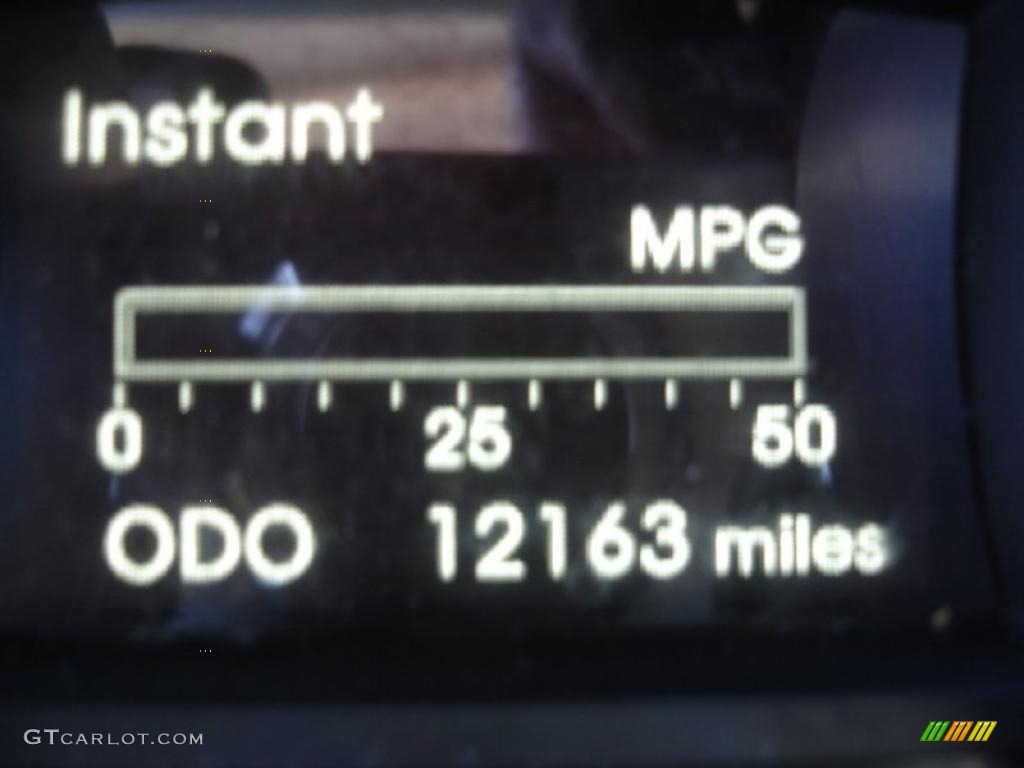 Instant
MPG
0 25 50
ODO 12163 miles
GTCARLOT.COM